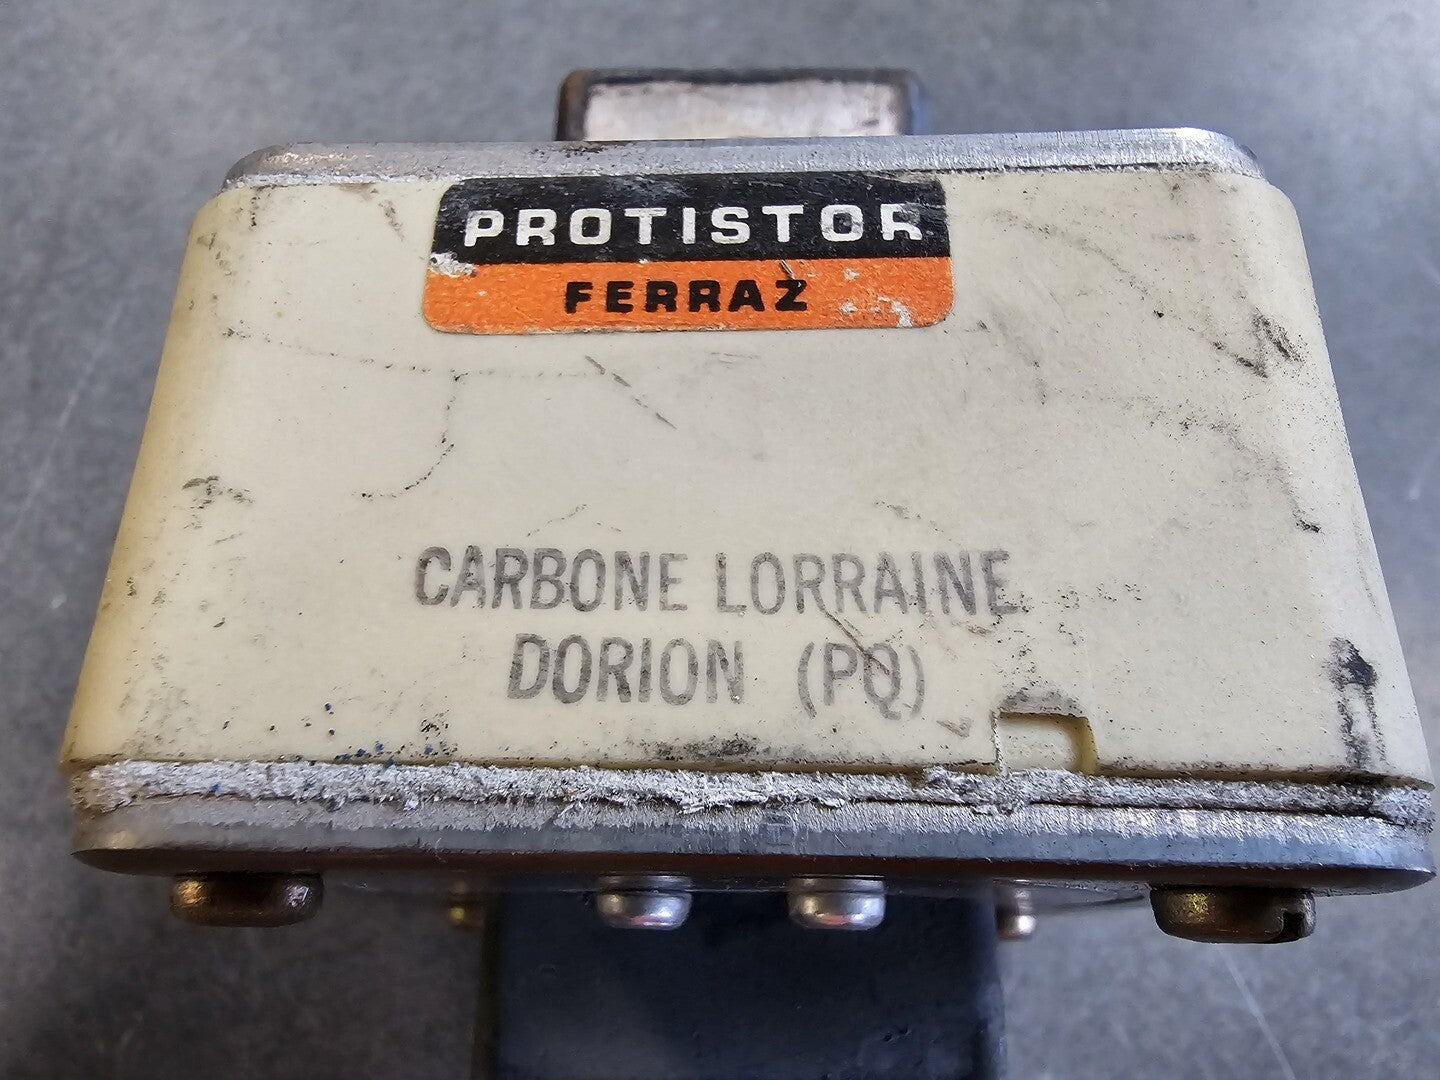 PROTISTOR
FERRAZ
CARBONE LORRAINE
DORION (PQ)